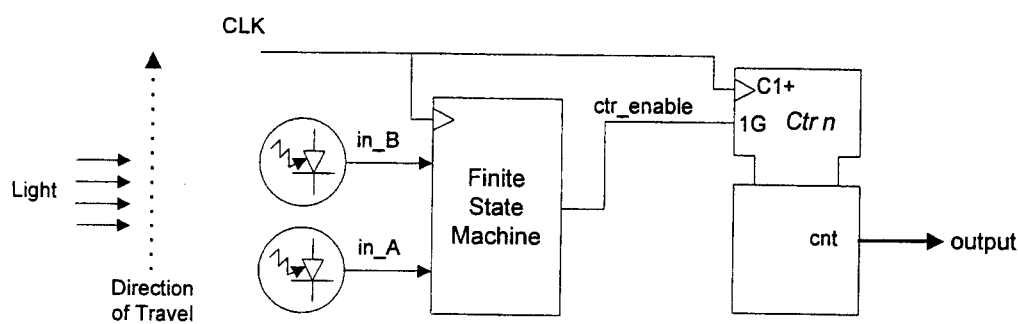 CLK
C1+
1G Ctr n
ctr_enable
in_B
Light
Finite
State
Machine
in_A
cnt
output
Direction
of Travel